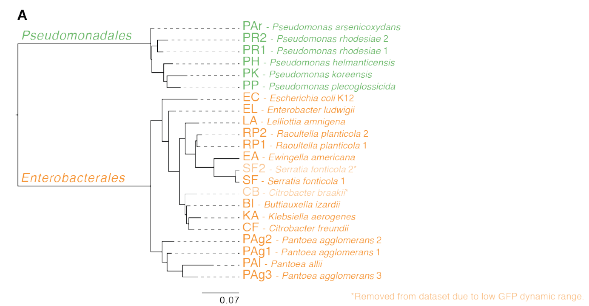 A
Pseudomonadales
PAr - Pseudomonas arsenicoxydans
PR2 - Pseudomonas rhodesiae 2
PR1 - Pseudomonas rhodesiae 1
PH - Pseudomonas helmanticensis
PK - Pseudomonas koreensis
PP - Pseudomonas plecoglossicida
Enterobacterales
EC - Escherichia coli K12
EL - Enterobacter ludwigii
LA - Lelliottia amnigena
RP2 - Raoultella planticola 2
RP1 - Raoultella planticola 1
EA - Ewingella americana
SF2 - Serratia fonticola 2*
SF - Serratia fonticola 1
CB - Citrobacter braakii*
BI - Buttiauxella izardii
KA - Klebsiella aerogenes
CF - Citrobacter freundii
PAg2 - Pantoea agglomerans 2
PAg1 - Pantoea agglomerans 1
PAl - Pantoea allii
PAg3 - Pantoea agglomerans 3
0.07
*Removed from dataset due to low GFP dynamic range.